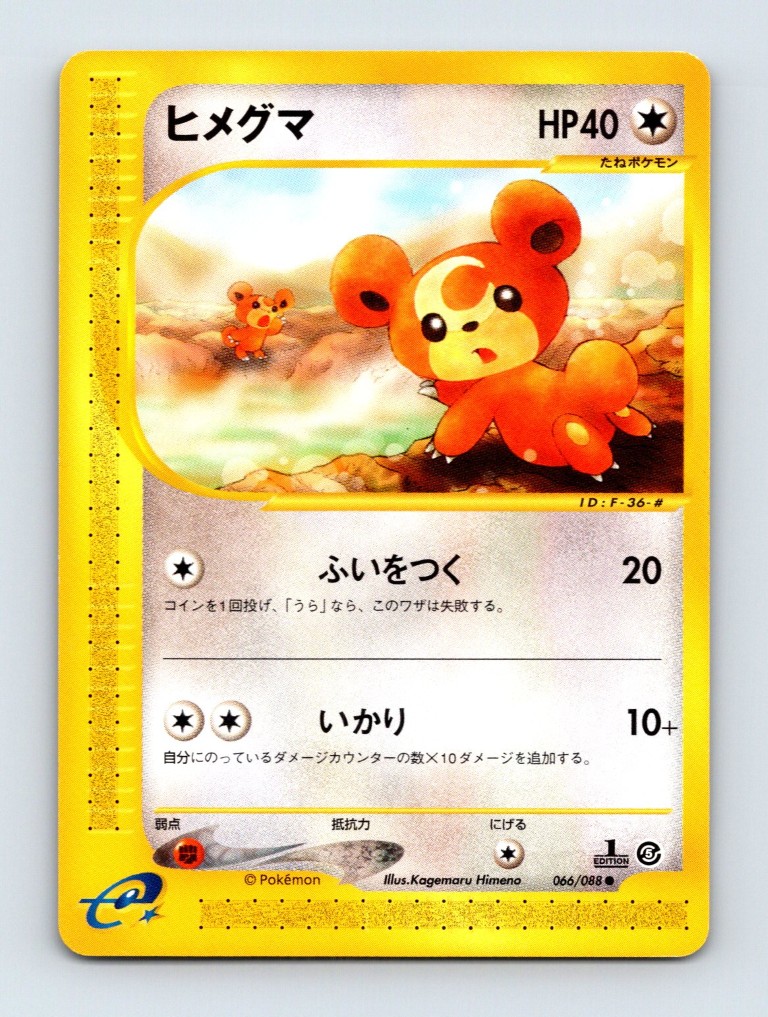 ヒメグマ HP40
たねポケモン
ID:F-36-#
ふいをつく 20
コインを1回投げ、「うら」なら、このワザは失敗する。
いかり 10+
自分にのっているダメージカウンターの数×10ダメージを追加する。
弱点 抵抗力 にげる
1 EDITION 5
© Pokémon Illus.Kagemaru Himeno 066/088●
e